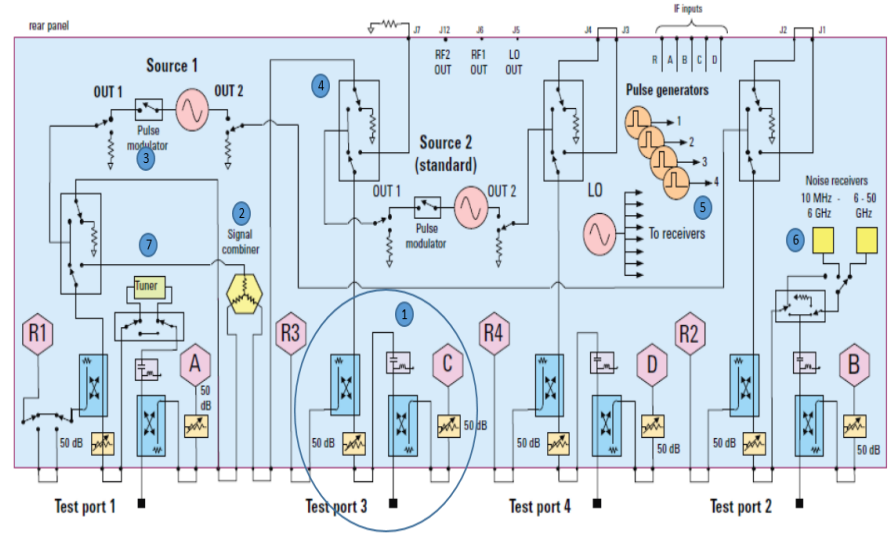 rear panel
J7
J12
J6
J5
J4
J3
IF inputs
J2
J1
RF2
OUT
RF1
OUT
LO
OUT
R
A
B
C
D
Source 1
OUT 1
OUT 2
Pulse
modulator
3
4
Source 2
(standard)
OUT 1
OUT 2
Pulse
modulator
Pulse generators
1
2
3
4
5
LO
To receivers
Noise receivers
10 MHz -
6 GHz
6 - 50
GHz
6
2
Signal
combiner
7
Tuner
1
R1
A
R3
C
R4
D
R2
B
50
dB
50 dB
50 dB
50 dB
50 dB
50 dB
50 dB
50 dB
Test port 1
Test port 3
Test port 4
Test port 2